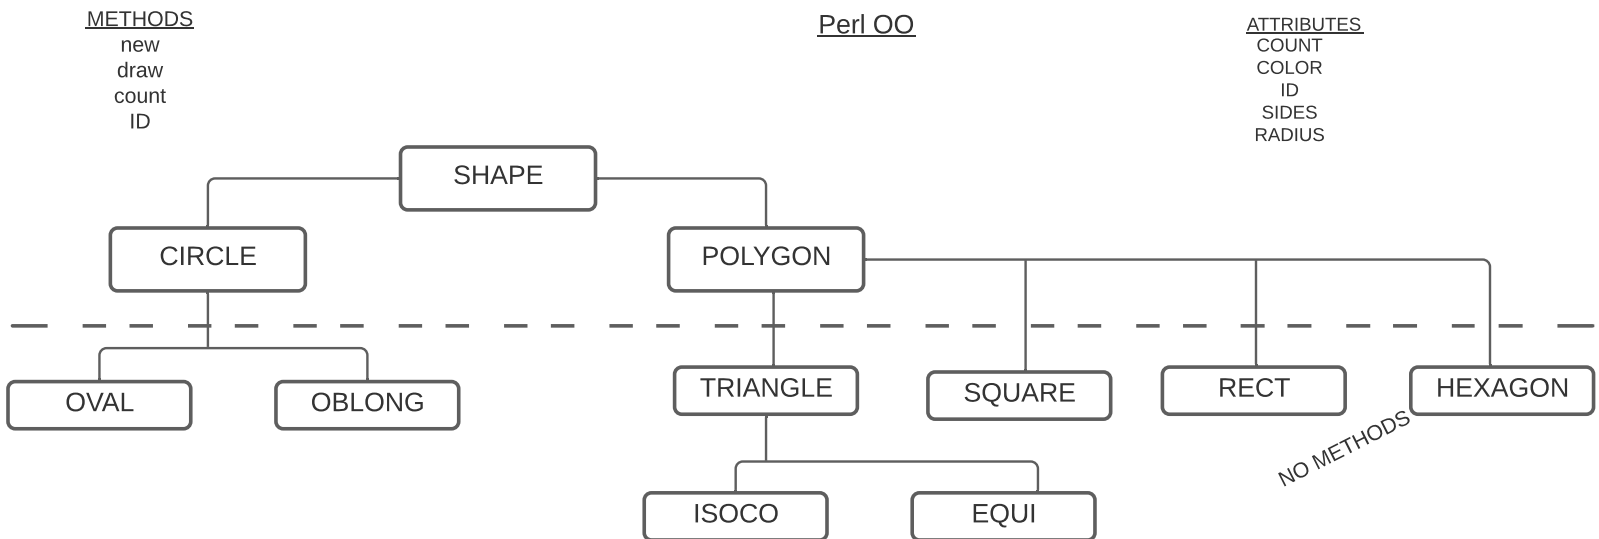 METHODS
new
draw
count
ID
Perl OO
ATTRIBUTES
COUNT
COLOR
ID
SIDES
RADIUS
SHAPE
CIRCLE
POLYGON
OVAL
OBLONG
TRIANGLE
SQUARE
RECT
HEXAGON
NO METHODS
ISOCO
EQUI